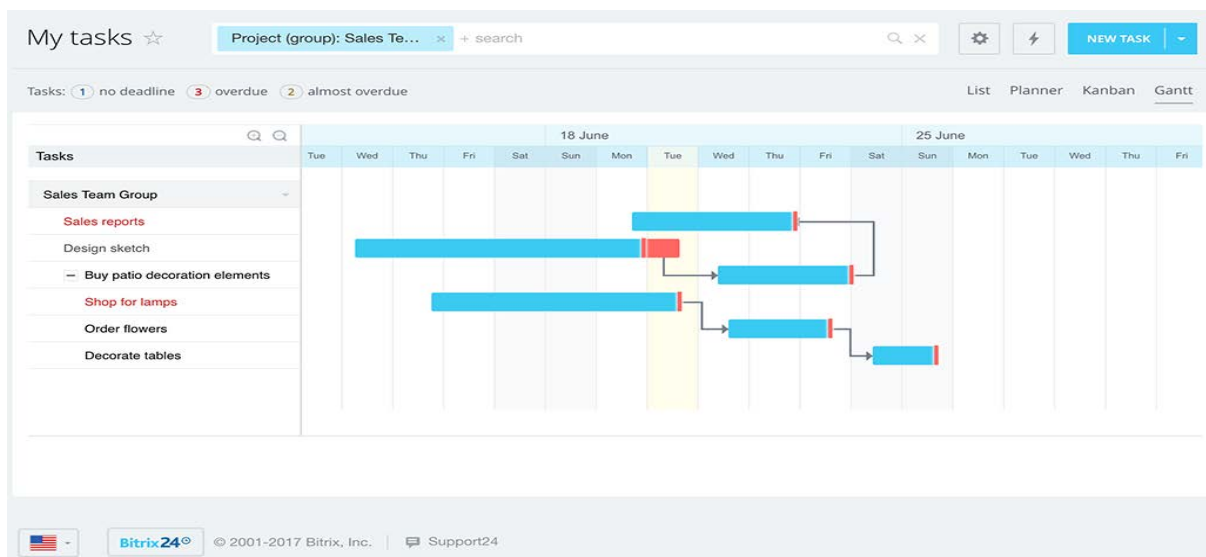 My tasks
Project (group): Sales Te... × + search
NEW TASK
Tasks: 1 no deadline 3 overdue 2 almost overdue
List Planner Kanban Gantt
18 June 25 June
Tasks Tue Wed Thu Fri Sat Sun Mon Tue Wed Thu Fri Sat Sun Mon Tue Wed Thu Fri
Sales Team Group
Sales reports
Design sketch
Buy patio decoration elements
Shop for lamps
Order flowers
Decorate tables
Bitrix24 © 2001-2017 Bitrix, Inc. Support24